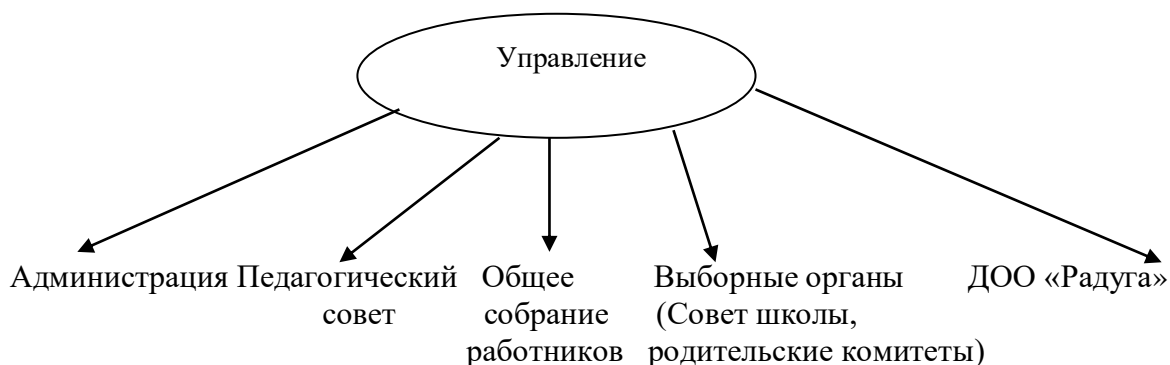 Управление
Администрация Педагогический Общее Выборные органы ДОО «Радуга»
совет собрание (Совет школы,
работников родительские комитеты)